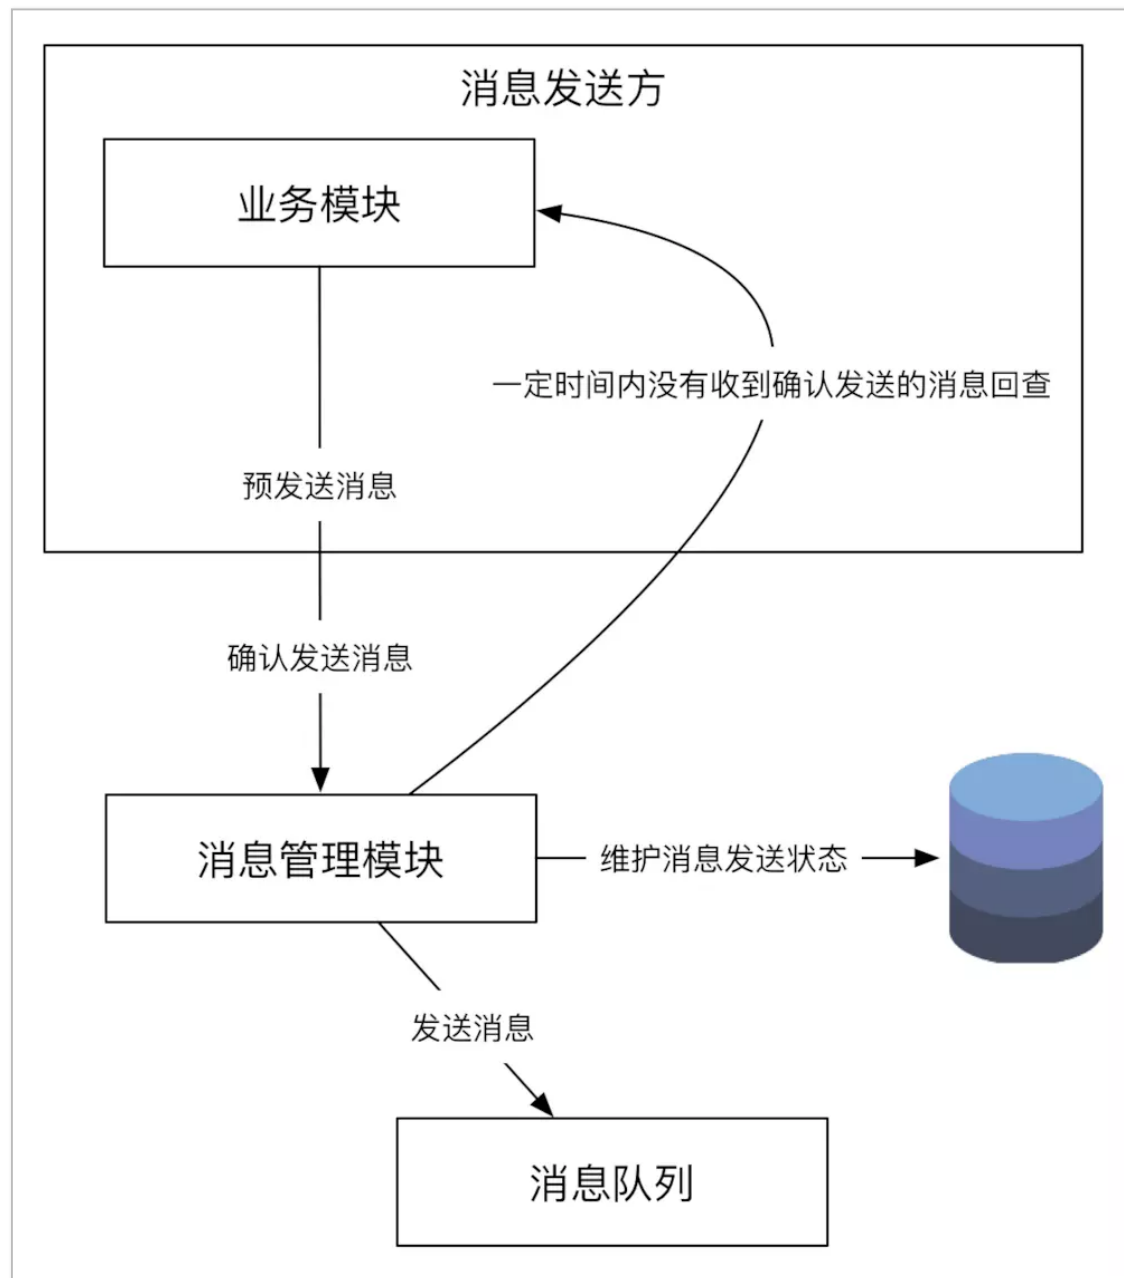 消息发送方
业务模块
一定时间内没有收到确认发送的消息回查
预发送消息
确认发送消息
消息管理模块
维护消息发送状态
发送消息
消息队列